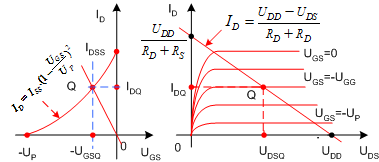 I_D
I_DSS
I_D = I_SS(1 - U_GSS/U_P)^2
Q
I_DQ
-U_P
-U_GSQ
0
U_GS
I_D
U_DD / (R_D + R_S)
I_D = (U_DD - U_DS) / (R_D + R_D)
U_GS=0
U_GS=-U_GG
U_GS=-U_P
I_DQ
Q
0
U_DSQ
U_DD
U_DS